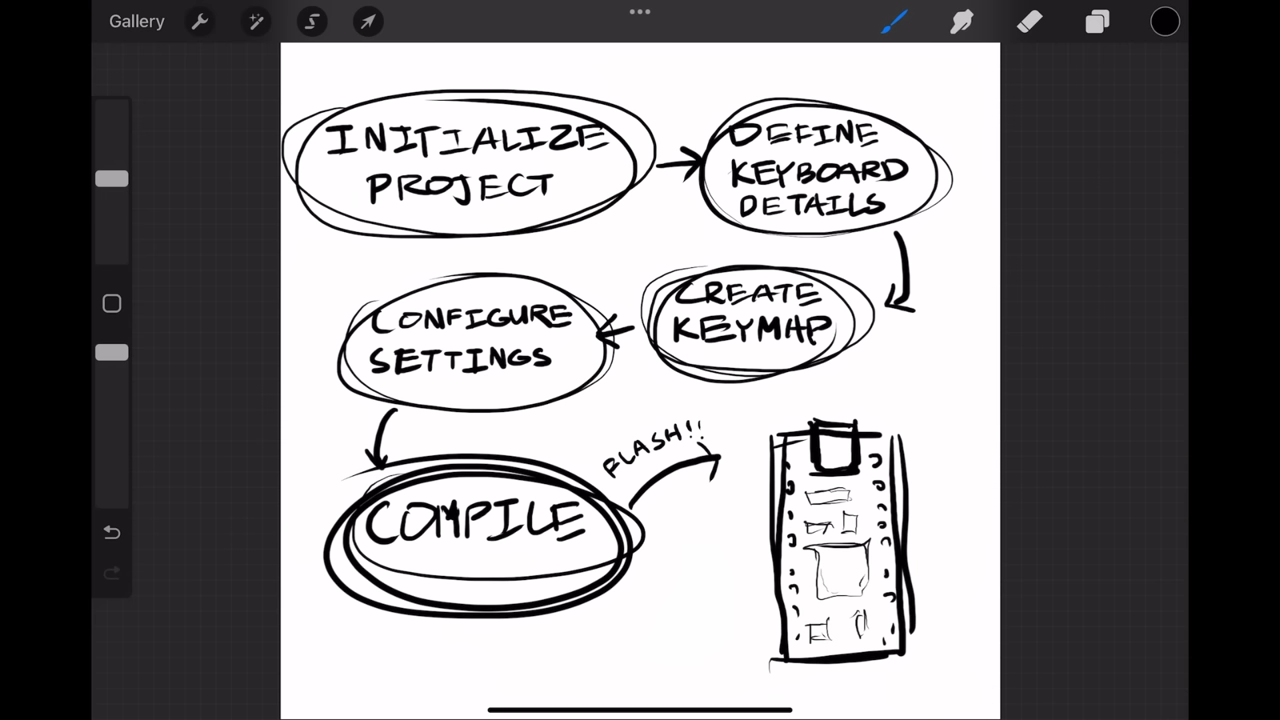 Gallery
INITIALIZE
PROJECT
DEFINE
KEYBOARD
DETAILS
CREATE
KEYMAP
CONFIGURE
SETTINGS
COMPILE
FLASH!!